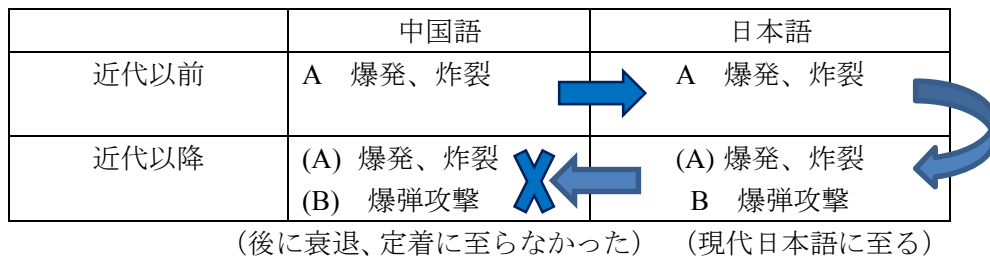 中国語 日本語
近代以前 A 爆発、炸裂 A 爆発、炸裂
近代以降 (A) 爆発、炸裂 (A) 爆発、炸裂
(B) 爆弾攻撃 B 爆弾攻撃
（後に衰退、定着に至らなかった） （現代日本語に至る）